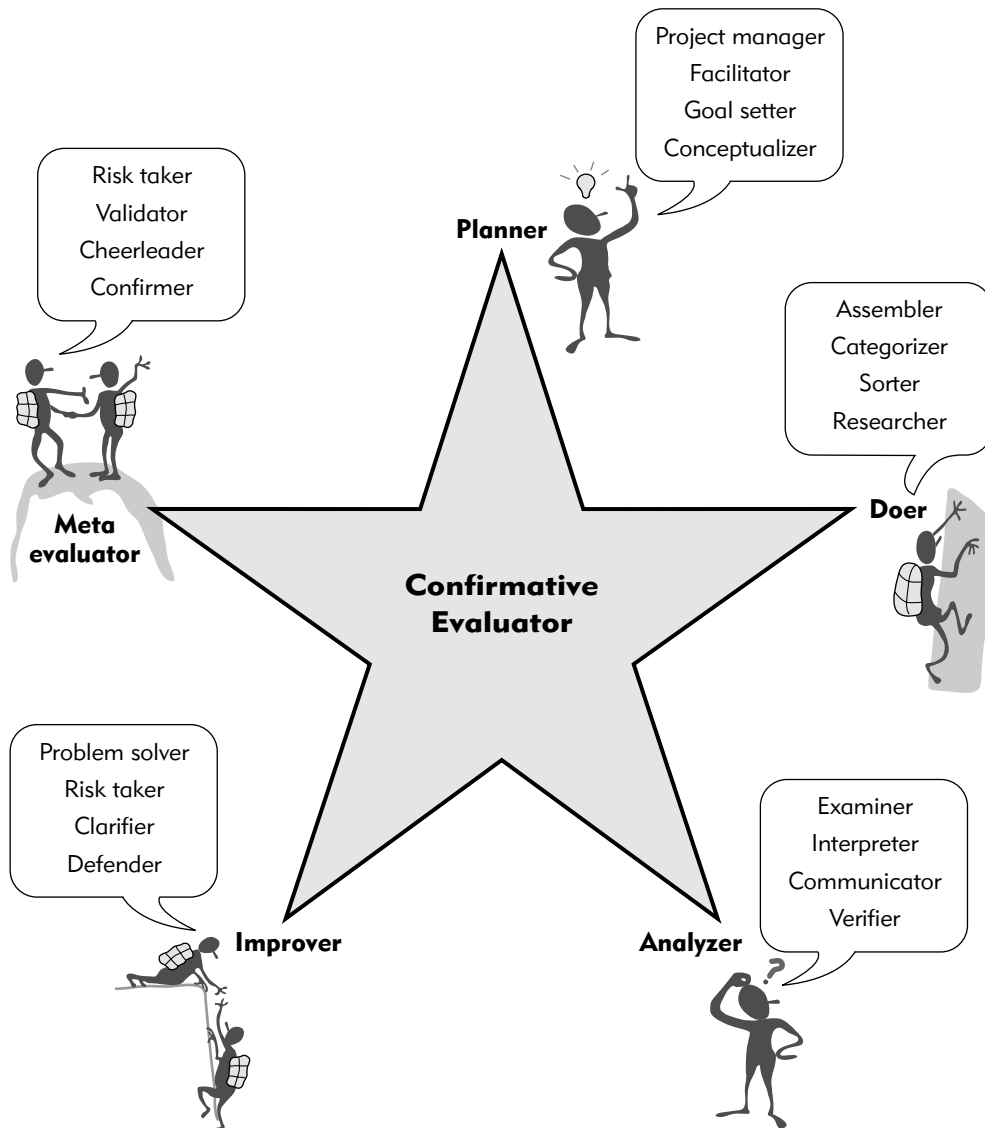 Project manager
Facilitator
Goal setter
Conceptualizer
Planner
Risk taker
Validator
Cheerleader
Confirmer
Meta
evaluator
Assembler
Categorizer
Sorter
Researcher
Doer
Confirmative
Evaluator
Problem solver
Risk taker
Clarifier
Defender
Improver
Examiner
Interpreter
Communicator
Verifier
Analyzer
?